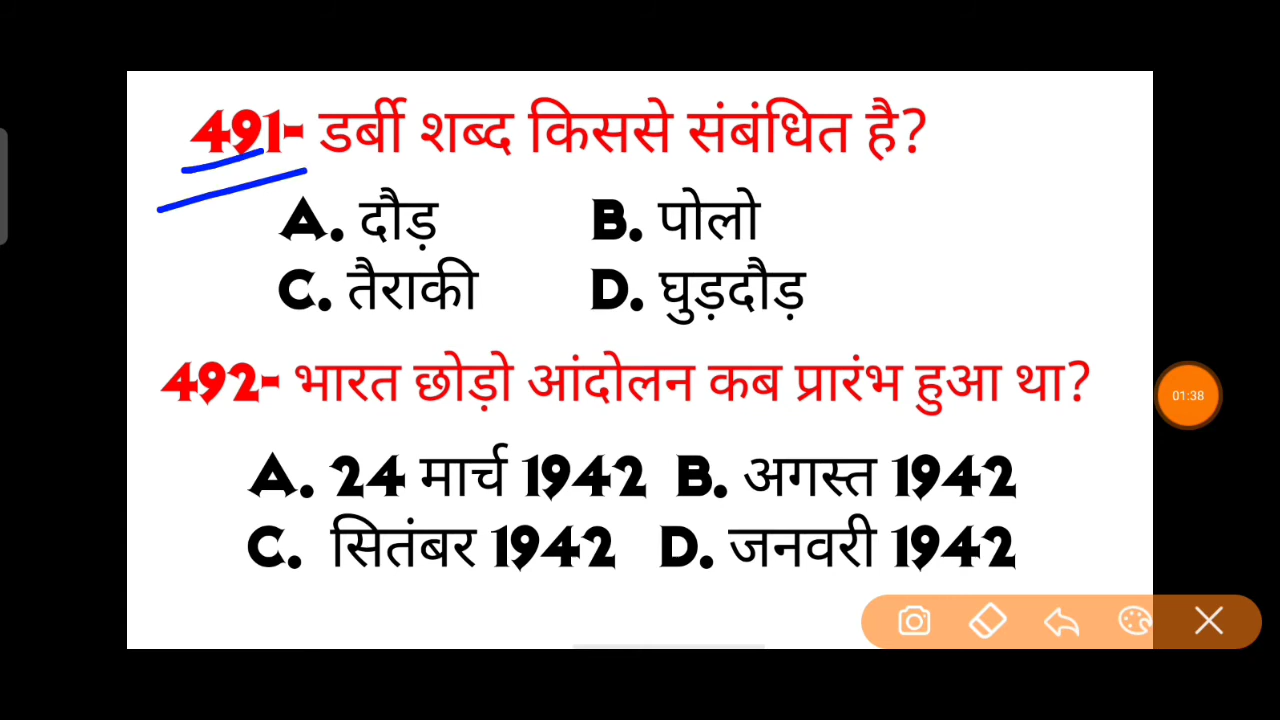 491- डर्बी शब्द किससे संबंधित है?
A. दौड़ B. पोलो
C. तैराकी D. घुड़दौड़
492- भारत छोड़ो आंदोलन कब प्रारंभ हुआ था?
01:38
A. 24 मार्च 1942 B. अगस्त 1942
C. सितंबर 1942 D. जनवरी 1942